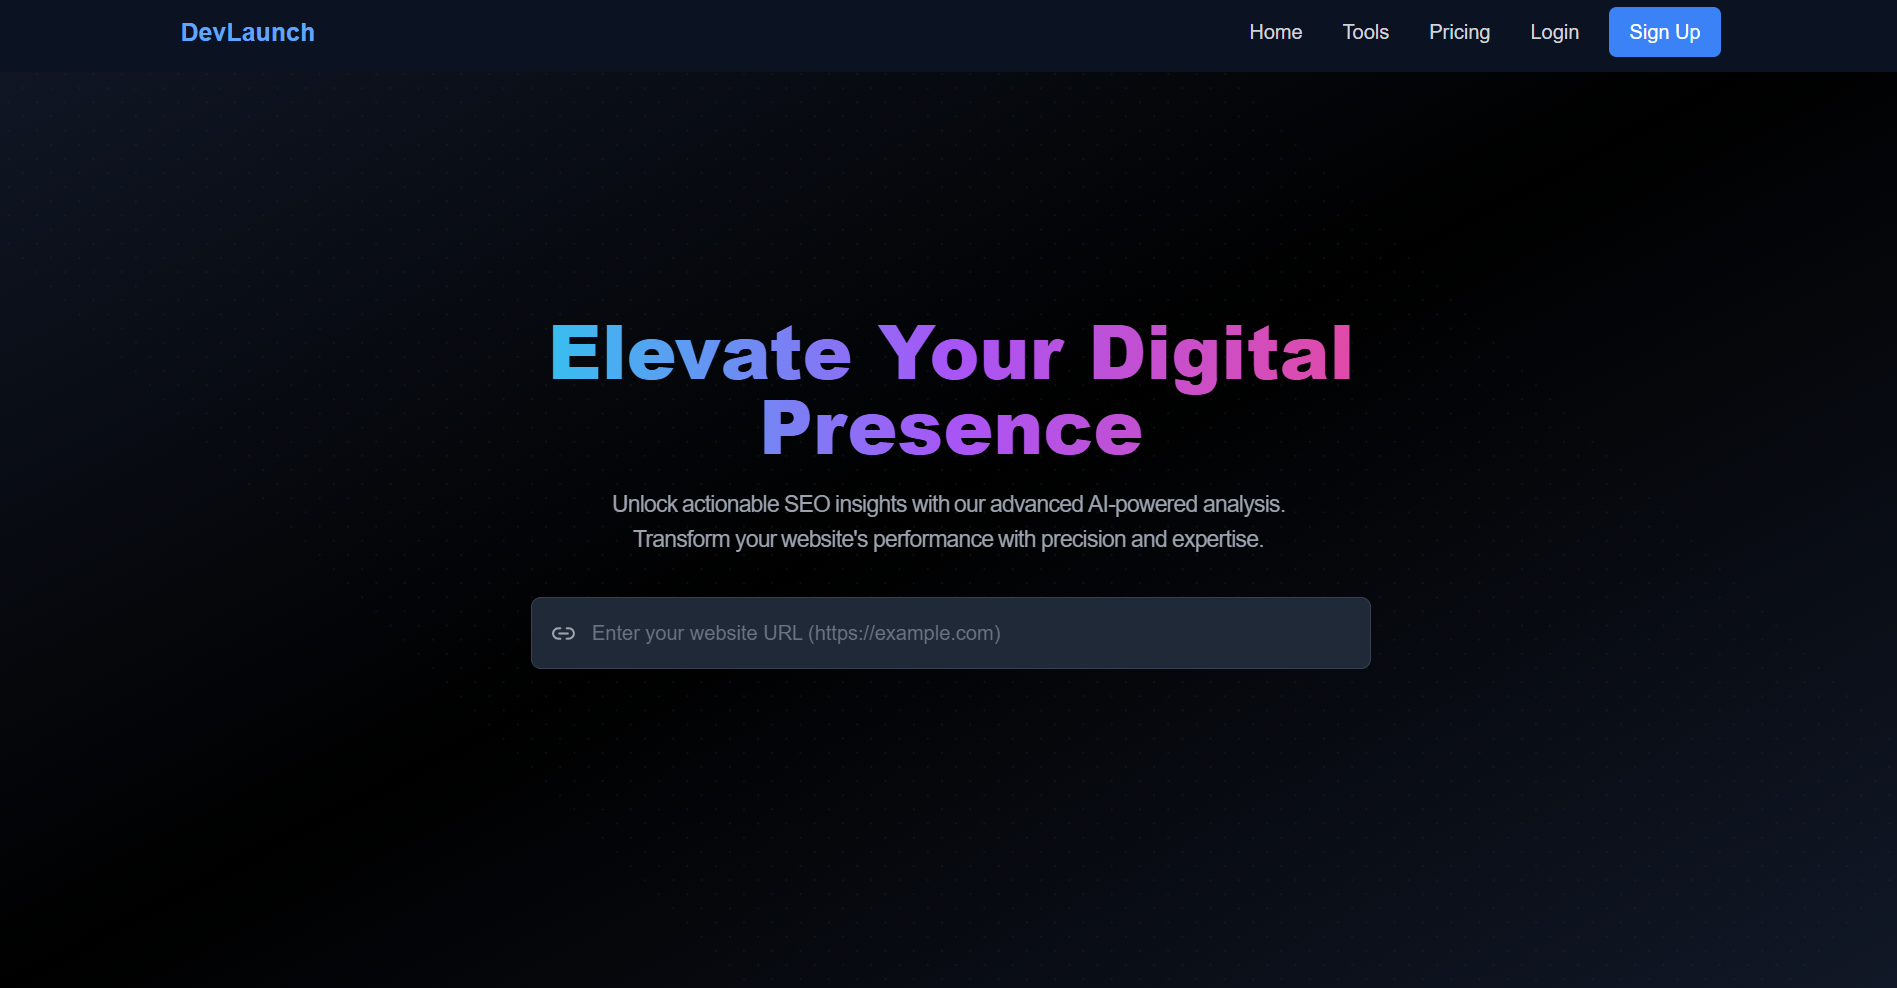 DevLaunch
Home Tools Pricing Login Sign Up
Elevate Your Digital
Presence
Unlock actionable SEO insights with our advanced AI-powered analysis.
Transform your website's performance with precision and expertise.
Enter your website URL (https://example.com)